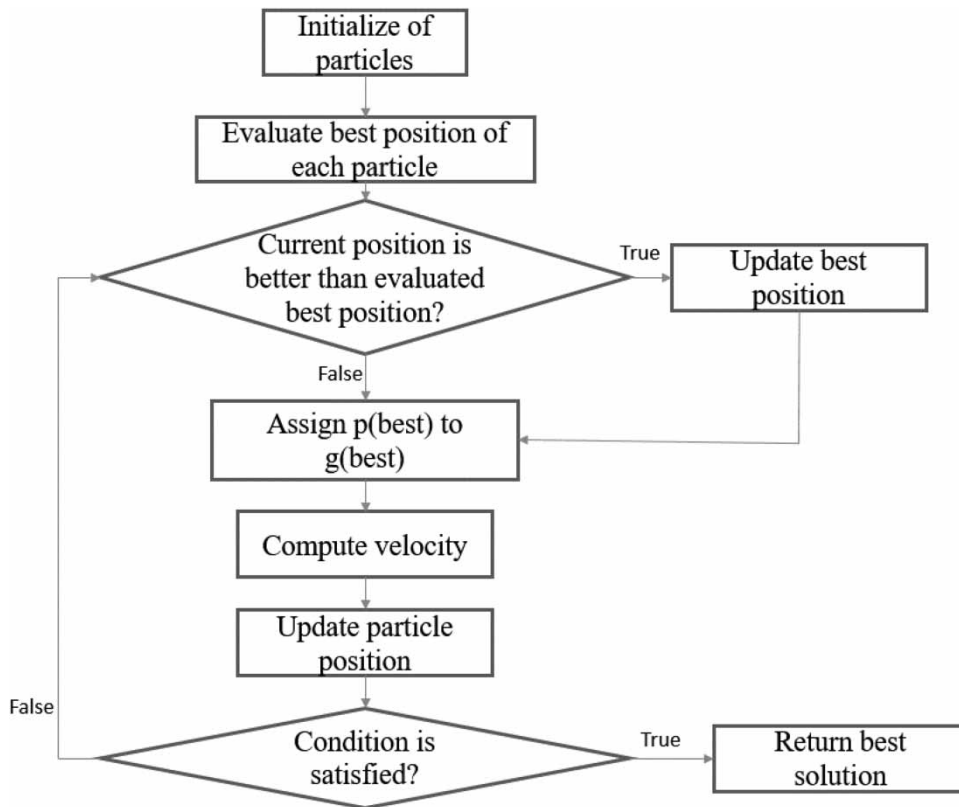 Initialize of
particles
Evaluate best position of
each particle
Current position is
better than evaluated
best position?
True
Update best
position
False
Assign p(best) to
g(best)
Compute velocity
Update particle
position
False
Condition is
satisfied?
True
Return best
solution